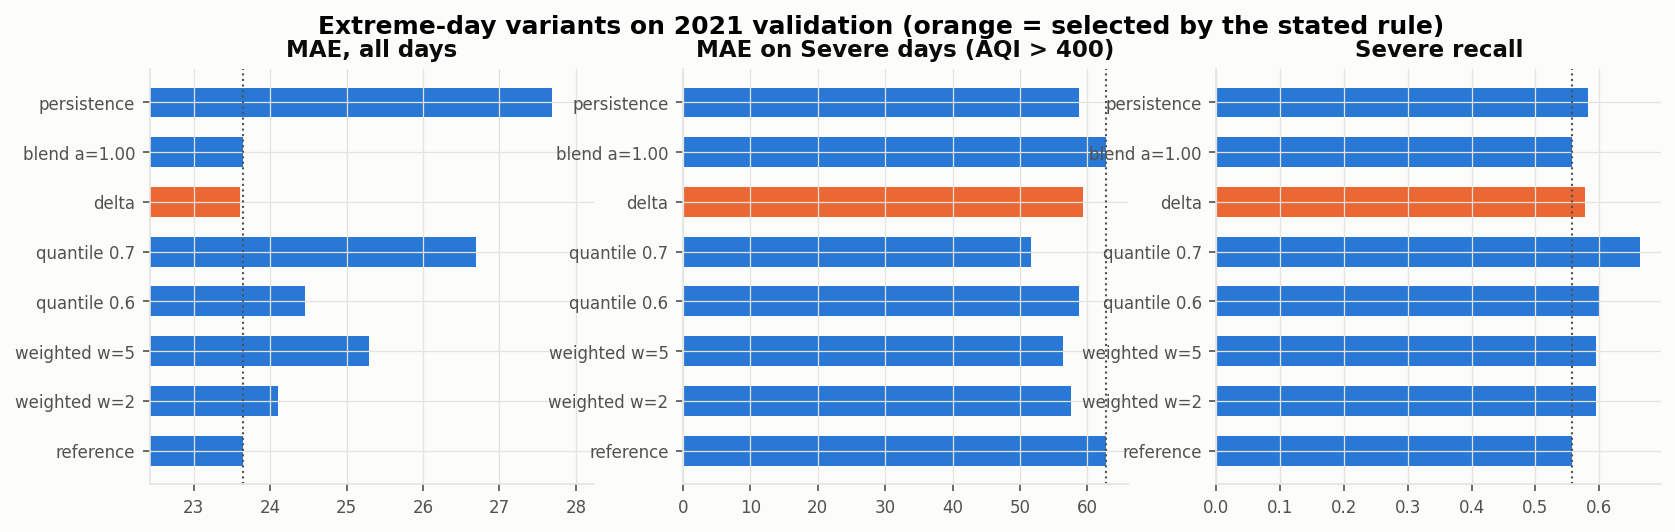 Extreme-day variants on 2021 validation (orange = selected by the stated rule)
MAE, all days
persistence
blend a=1.00
delta
quantile 0.7
quantile 0.6
weighted w=5
weighted w=2
reference
23 24 25 26 27 28
MAE on Severe days (AQI > 400)
persistence
blend a=1.00
delta
quantile 0.7
quantile 0.6
weighted w=5
weighted w=2
reference
0 10 20 30 40 50 60
Severe recall
persistence
blend a=1.00
delta
quantile 0.7
quantile 0.6
weighted w=5
weighted w=2
reference
0.0 0.1 0.2 0.3 0.4 0.5 0.6